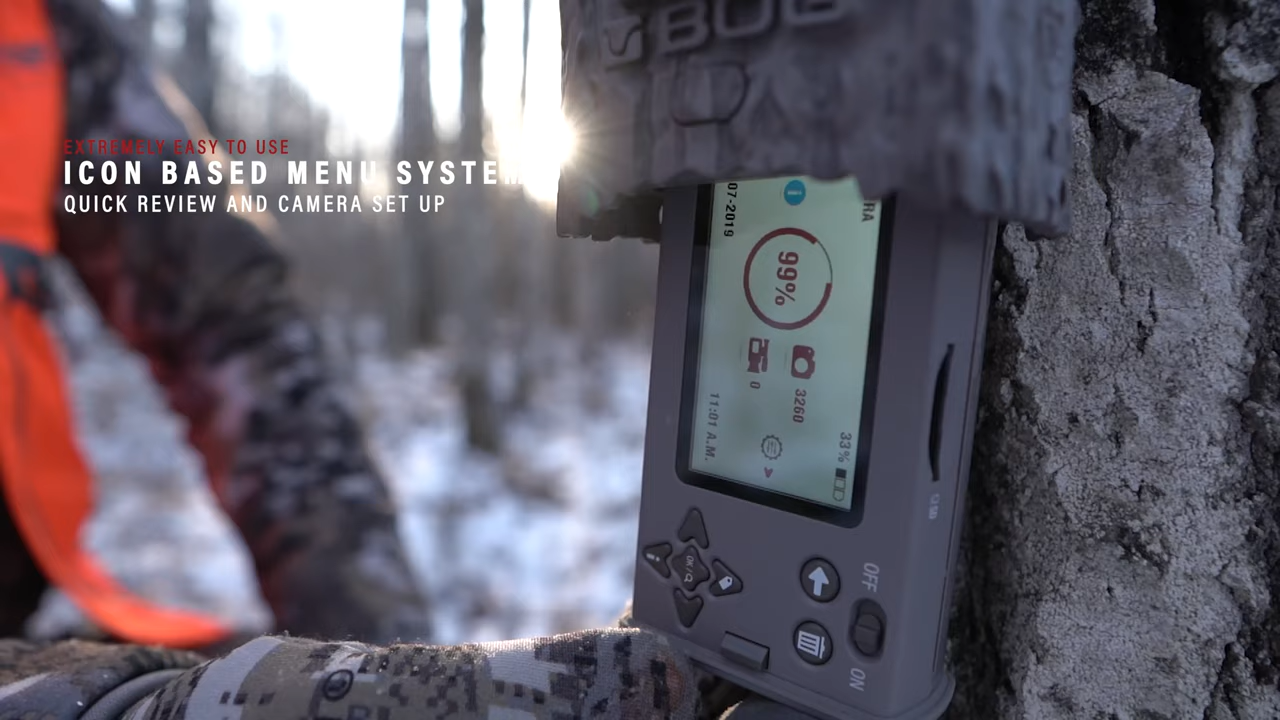 EXTREMELY EASY TO USE
ICON BASED MENU SYSTEM
QUICK REVIEW AND CAMERA SET UP
BOG
07-2019
99%
0
3260
11:01 A.M.
33%
OK /
OFF
ON